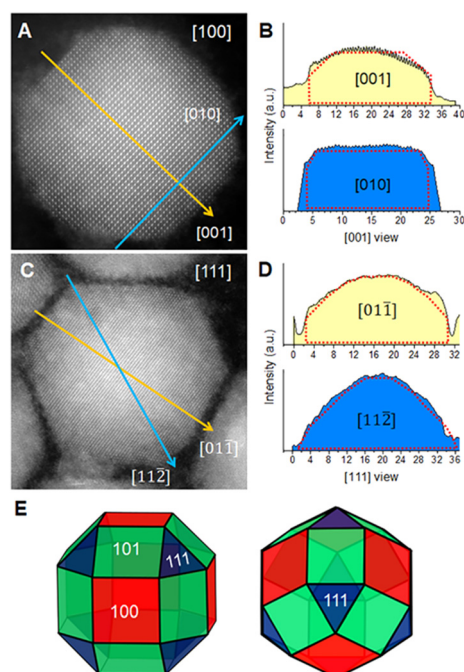 A
[100]
[010]
[001]
B
Intensity (a.u.)
[001]
0 4 8 12 16 20 24 28 32 36 40
[010]
0 5 10 15 20 25 30
[001] view
C
[111]
[011̅]
[112̅]
D
Intensity (a.u.)
[011̅]
0 4 8 12 16 20 24 28 32
[112̅]
0 4 8 12 16 20 24 28 32 36
[111] view
E
101
111
100
111